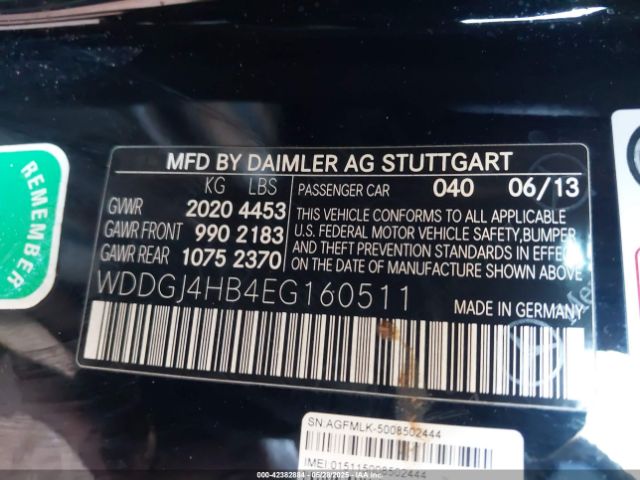 REMEMBER
MFD BY DAIMLER AG STUTTGART
KG LBS
GVWR 2020 4453
GAWR FRONT 990 2183
GAWR REAR 1075 2370
PASSENGER CAR 040 06/13
THIS VEHICLE CONFORMS TO ALL APPLICABLE
U.S. FEDERAL MOTOR VEHICLE SAFETY, BUMPER
AND THEFT PREVENTION STANDARDS IN EFFECT
ON THE DATE OF MANUFACTURE SHOWN ABOVE
WDDGJ4HB4EG160511
MADE IN GERMANY
SN:AGFMLK-5008502444
IMEI:015115008502444
000-42382884 - 05/28/2025 - IAA Holdings, LLC.